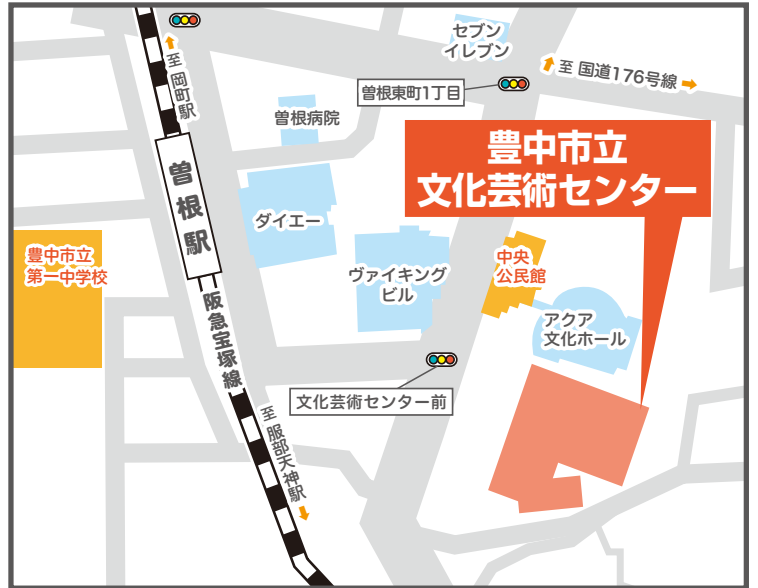 セブン
イレブン
至 国道176号線
至 岡町駅
曽根東町1丁目
曽根病院
豊中市立
文化芸術センター
曽根駅
ダイエー
豊中市立
第一中学校
中央
公民館
ヴァイキング
ビル
阪急宝塚線
アクア
文化ホール
文化芸術センター前
至 服部天神駅